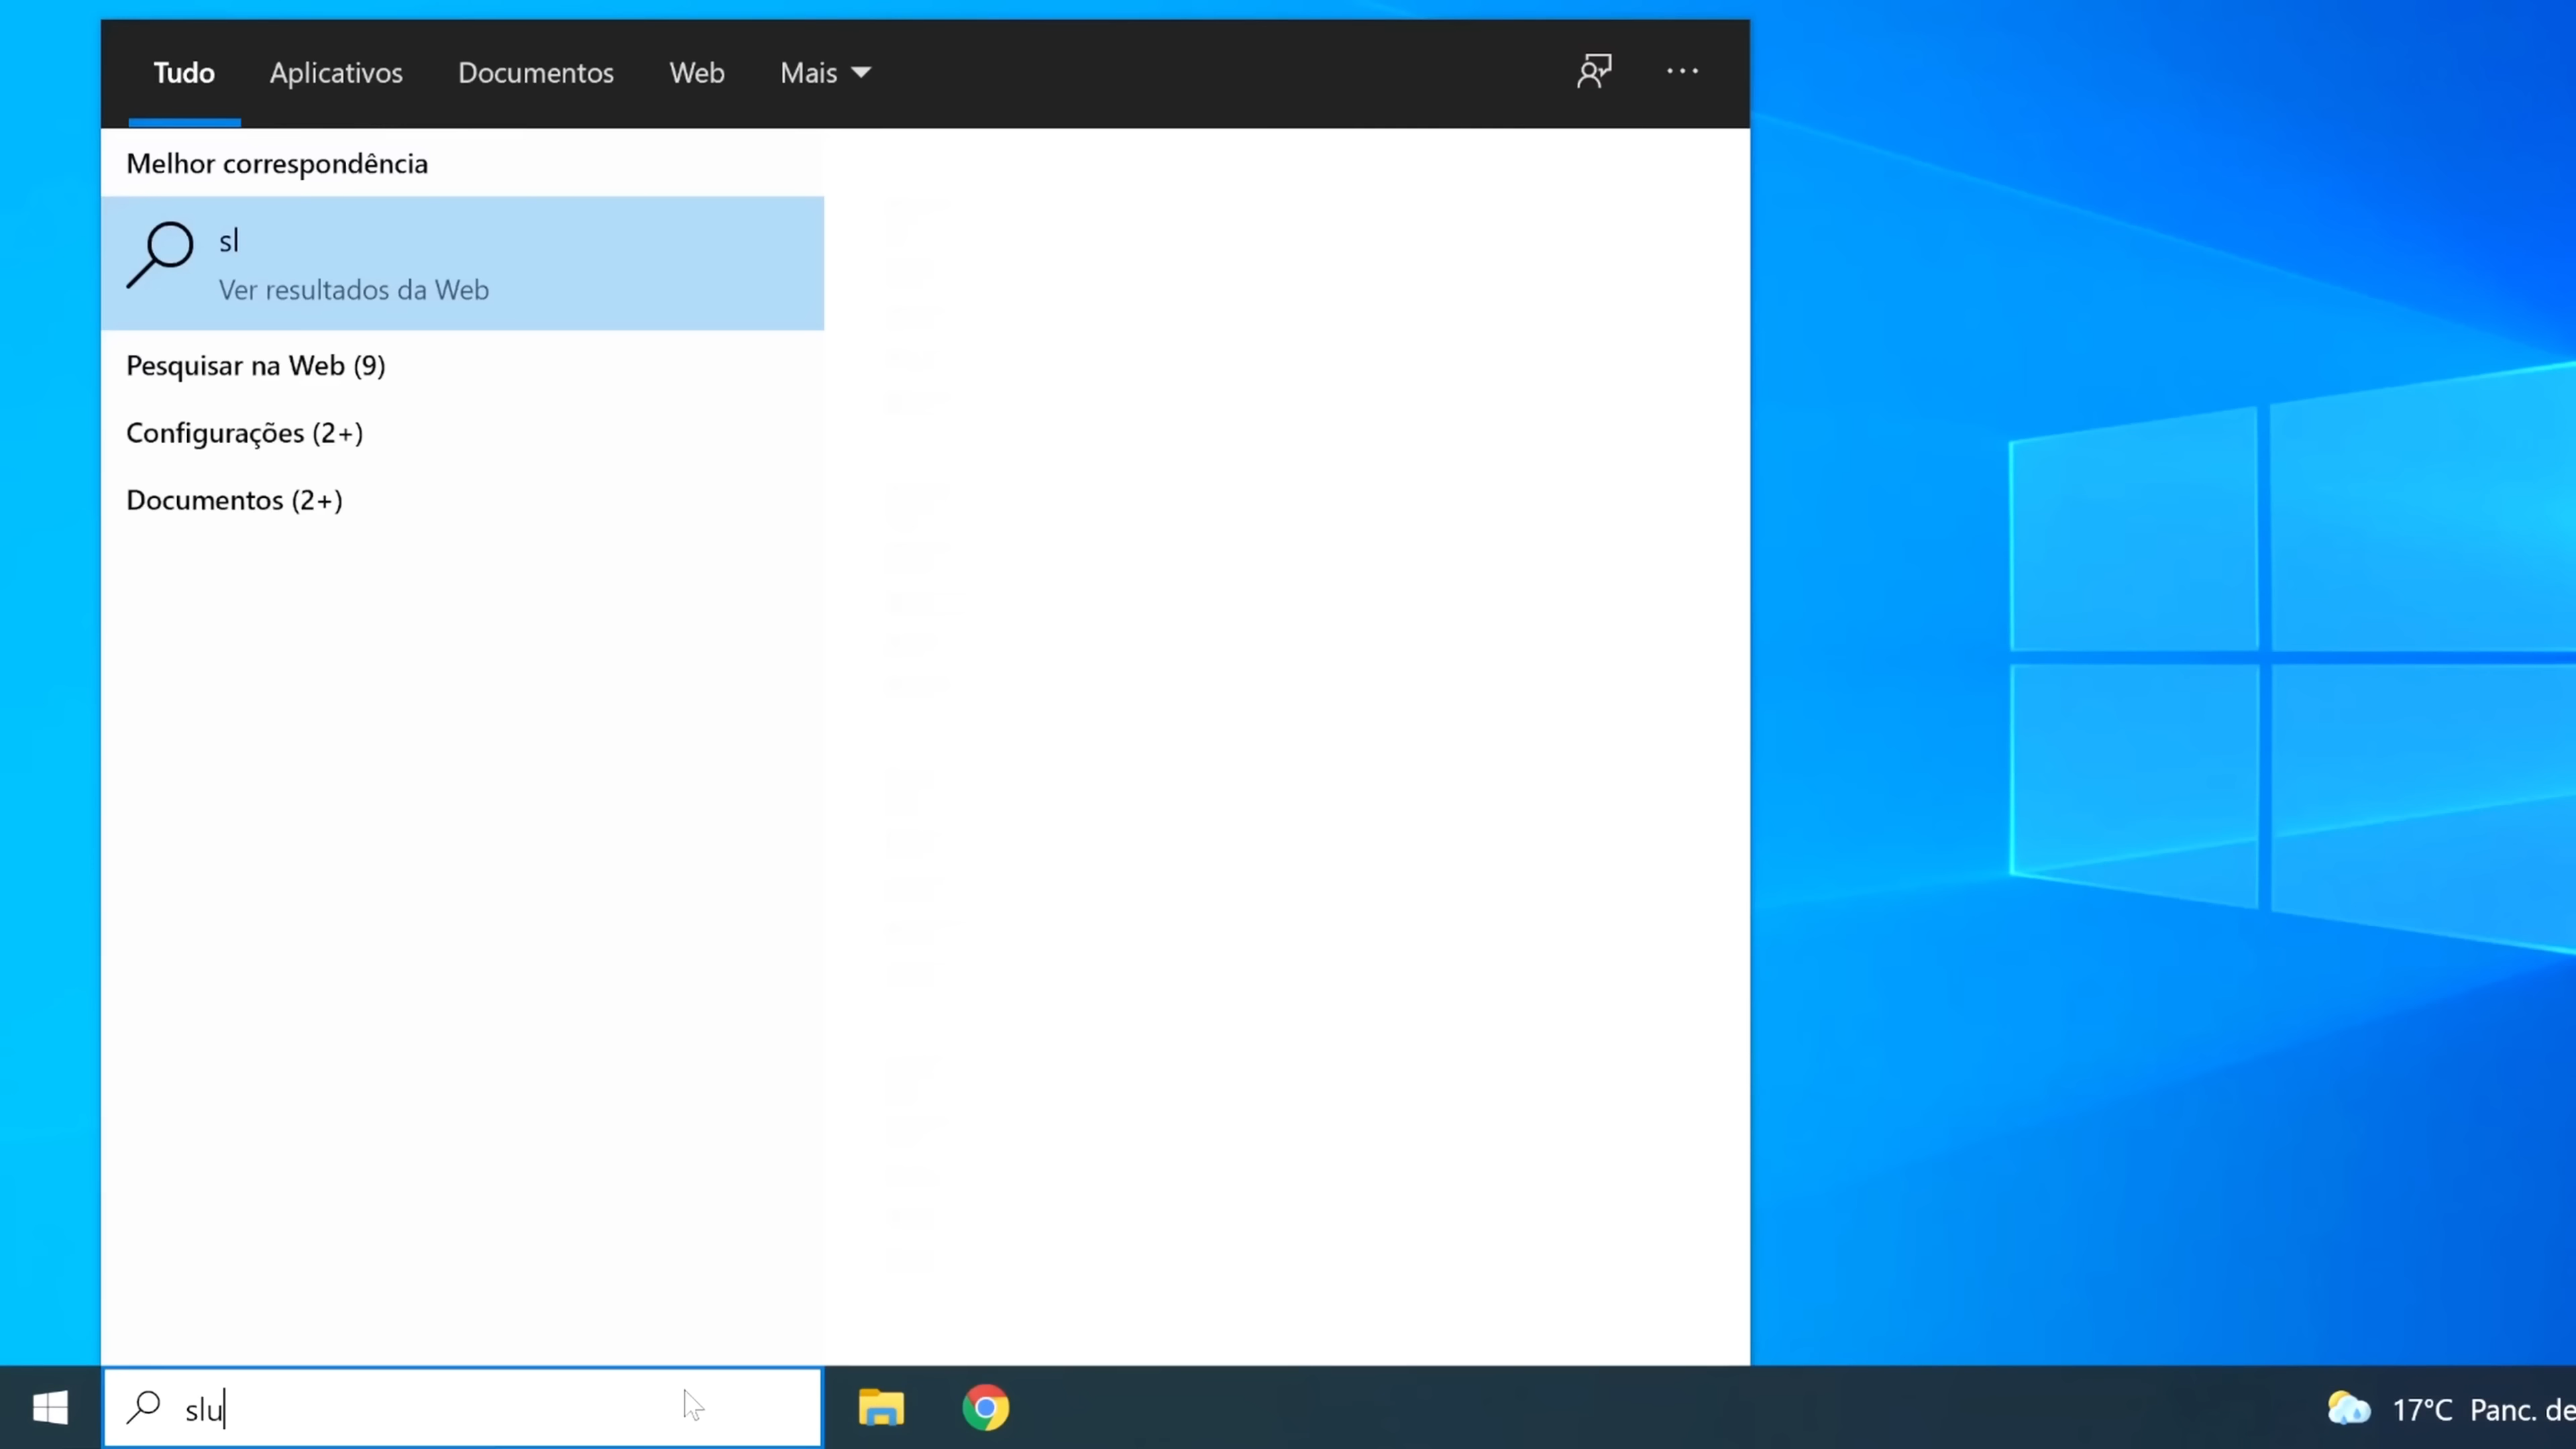 Tudo Aplicativos Documentos Web Mais
Melhor correspondência
sl
Ver resultados da Web
Pesquisar na Web (9)
Configurações (2+)
Documentos (2+)
slu
17°C Panc. de